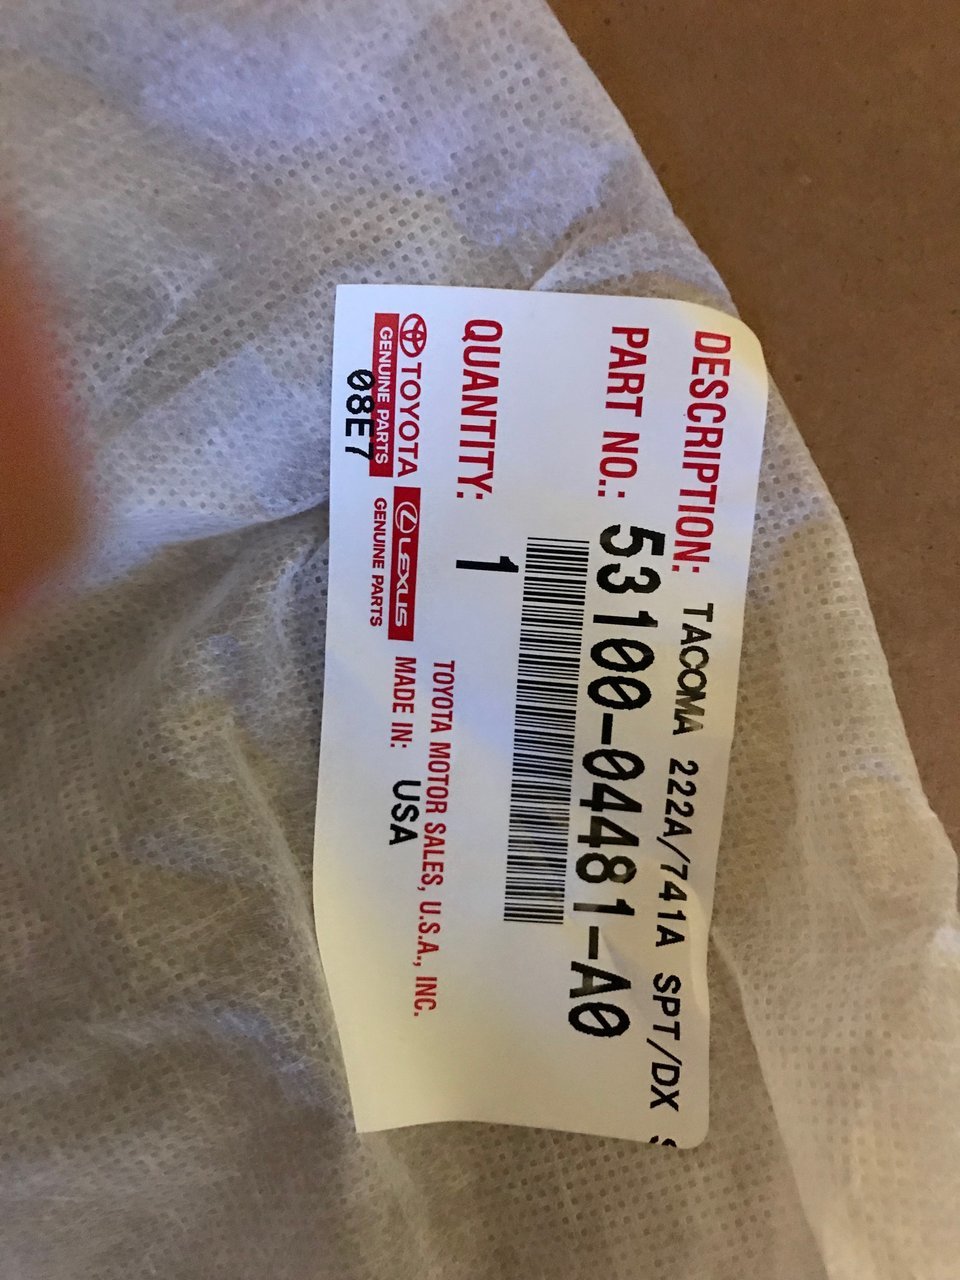 DESCRIPTION: TACOMA 222A/741A SPT/DX
PART NO.: 53100-04481-A0
QUANTITY: 1
TOYOTA MOTOR SALES, U.S.A., INC.
TOYOTA LEXUS MADE IN: USA
GENUINE PARTS GENUINE PARTS
08E7